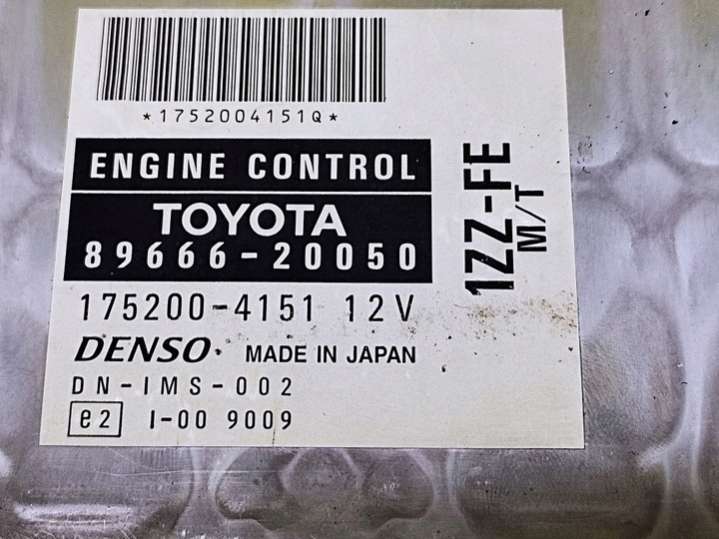 *1752004151Q*
ENGINE CONTROL
TOYOTA
89666-20050
175200-4151 12V
DENSO MADE IN JAPAN
DN-IMS-002
e2 I-00 9009
1ZZ-FE
M/T